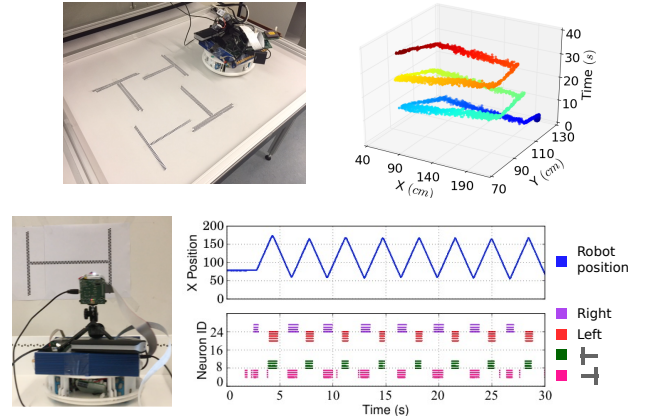 40
30
20
10
0
Time (s)
40
90
140
190
X (cm)
70
90
110
130
Y (cm)
200
150
100
50
0
X Position
Robot
position
24
16
8
0
Neuron ID
Right
Left
0 5 10 15 20 25 30
Time (s)